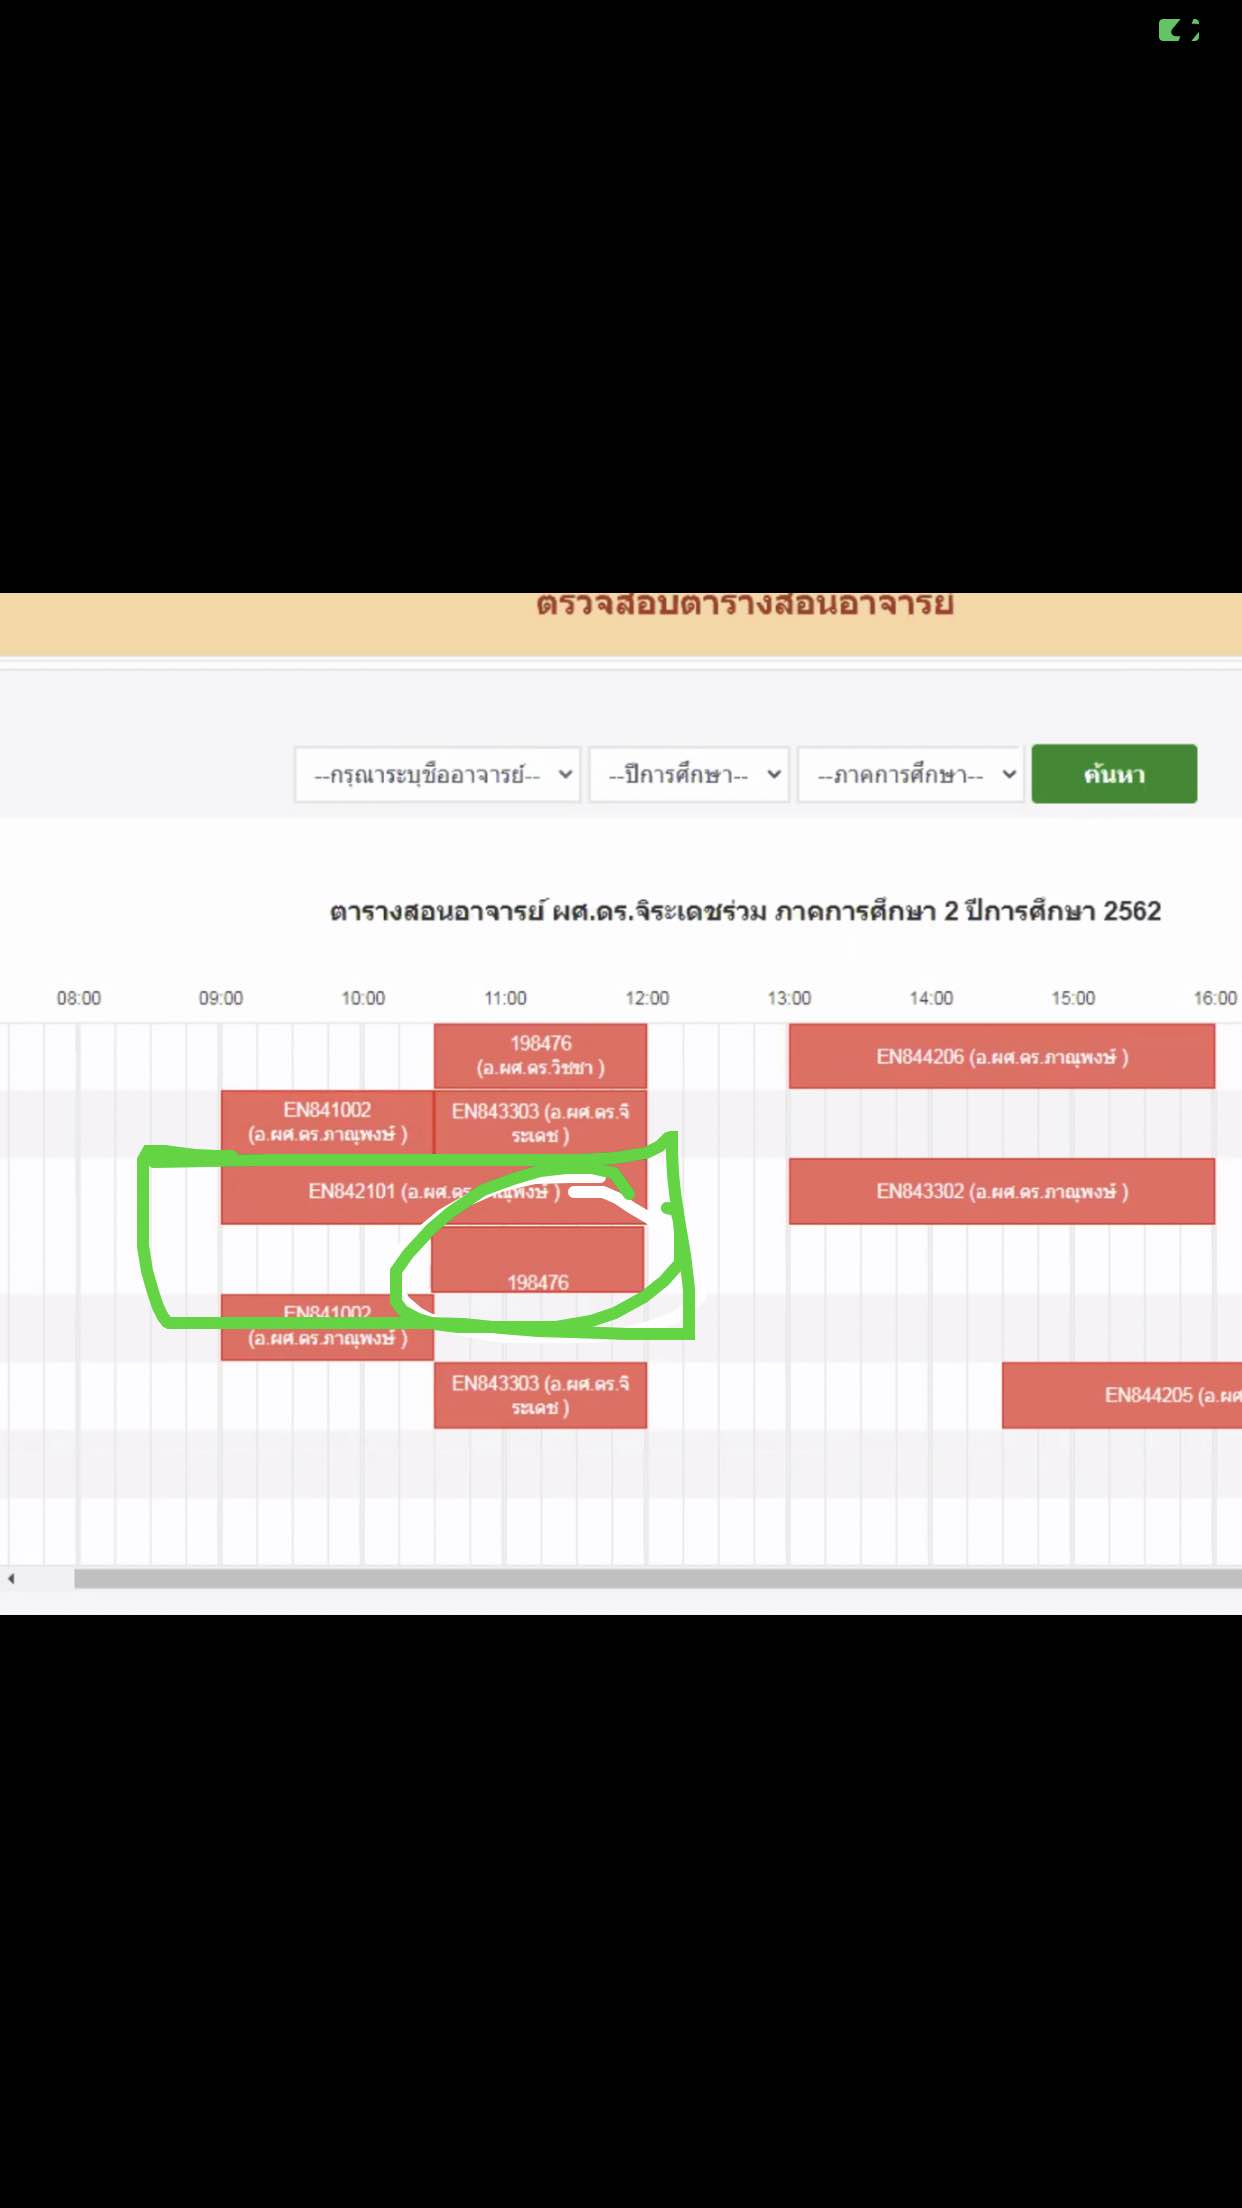 ตรวจสอบตารางสอนอาจารย์
--กรุณาระบุชื่ออาจารย์-- --ปีการศึกษา-- --ภาคการศึกษา-- ค้นหา
ตารางสอนอาจารย์ ผศ.ดร.จิระเดชร่วม ภาคการศึกษา 2 ปีการศึกษา 2562
08:00 09:00 10:00 11:00 12:00 13:00 14:00 15:00 16:00
198476
(อ.ผศ.ดร.วิชชา )
EN844206 (อ.ผศ.ดร.ภาณุพงษ์ )
EN841002
(อ.ผศ.ดร.ภาณุพงษ์ )
EN843303 (อ.ผศ.ดร.จิ
ระเดช )
EN842101 (อ.ผศ.ดร.ภาณุพงษ์ )
EN843302 (อ.ผศ.ดร.ภาณุพงษ์ )
198476
EN841002
(อ.ผศ.ดร.ภาณุพงษ์ )
EN843303 (อ.ผศ.ดร.จิ
ระเดช )
EN844205 (อ.ผศ